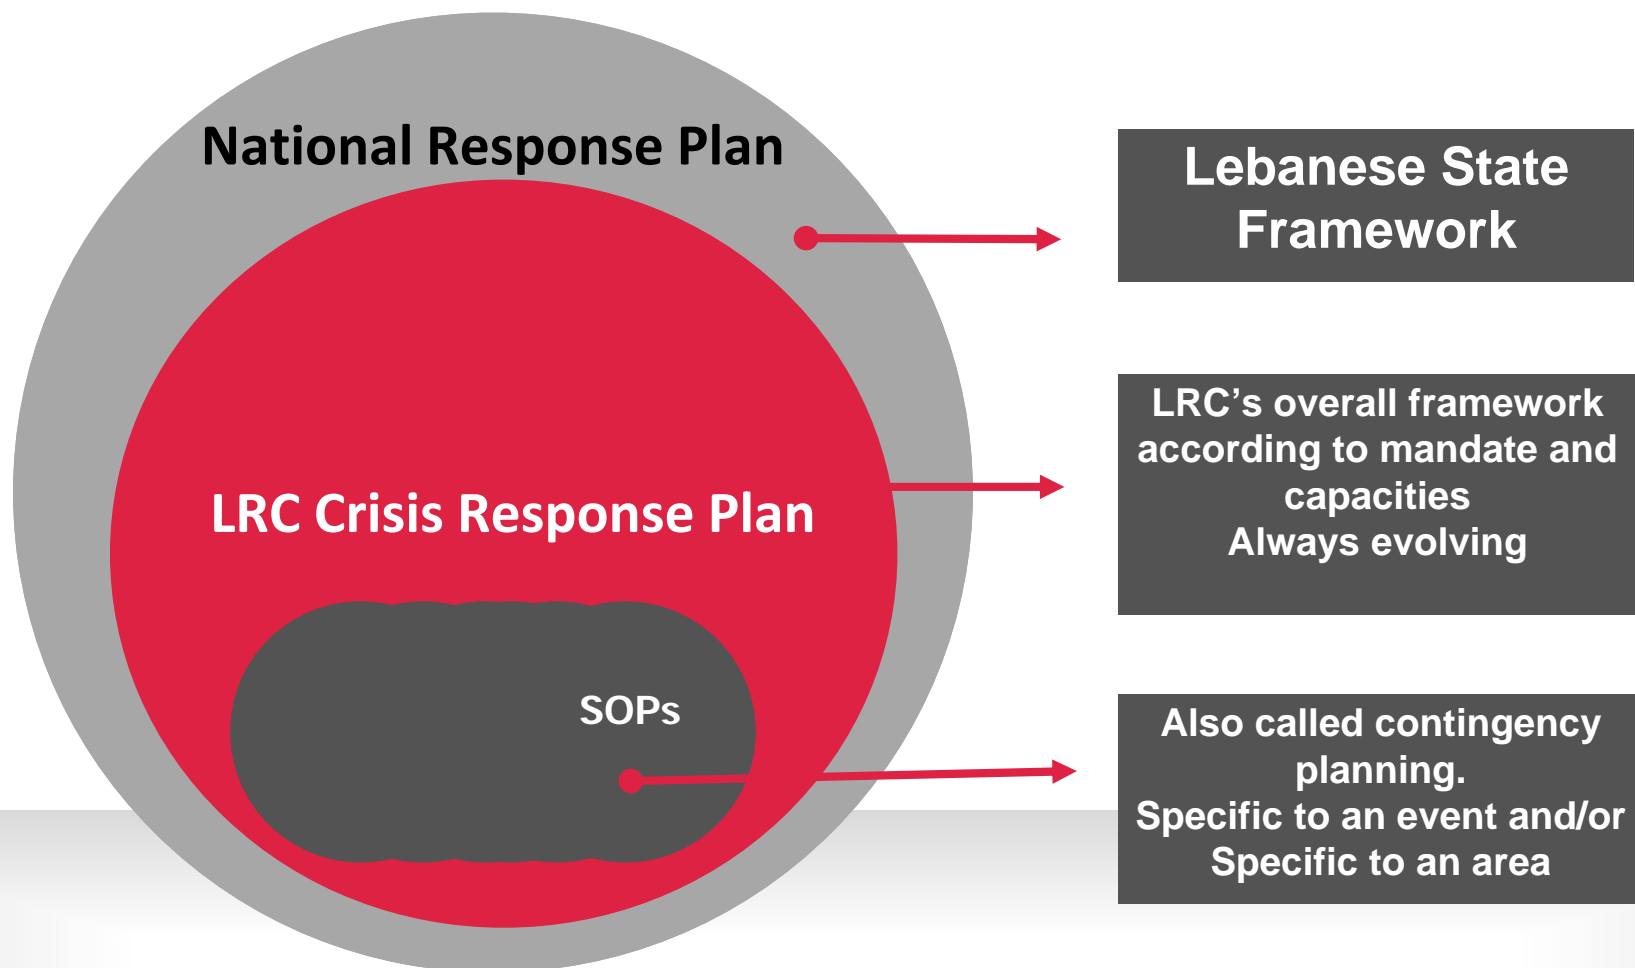 National Response Plan
Lebanese State
Framework
LRC Crisis Response Plan
LRC’s overall framework
according to mandate and
capacities
Always evolving
SOPs
Also called contingency
planning.
Specific to an event and/or
Specific to an area